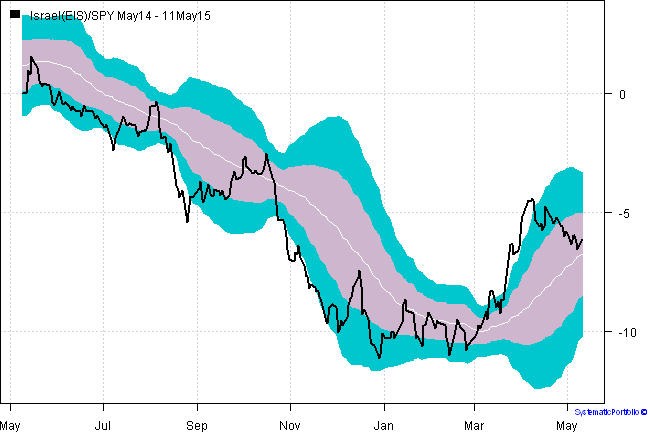 Israel(EIS)/SPY May14 - 11May15
0
-5
-10
May Jul Sep Nov Jan Mar May
SystematicPortfolio ©